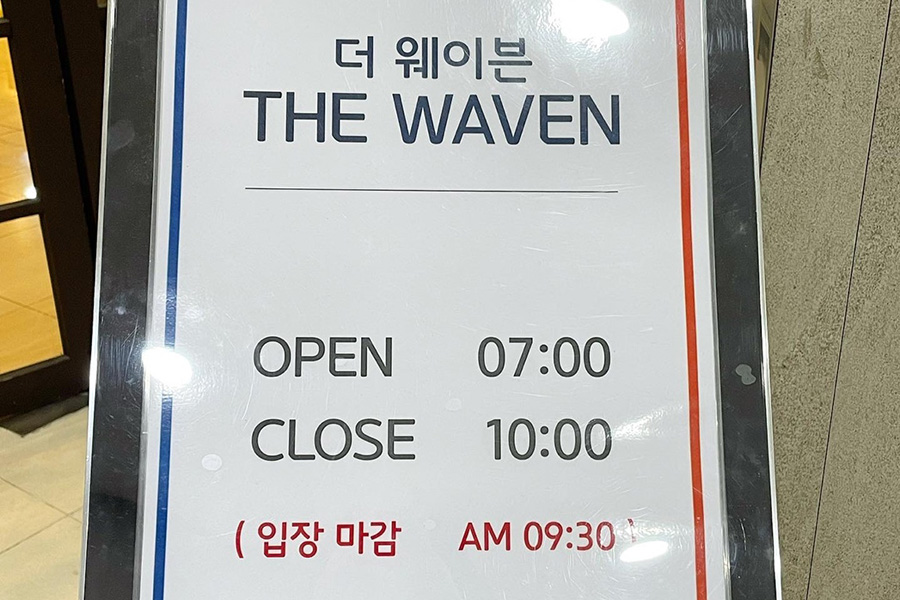 더 웨이븐
THE WAVEN
OPEN 07:00
CLOSE 10:00
( 입장 마감 AM 09:30 )